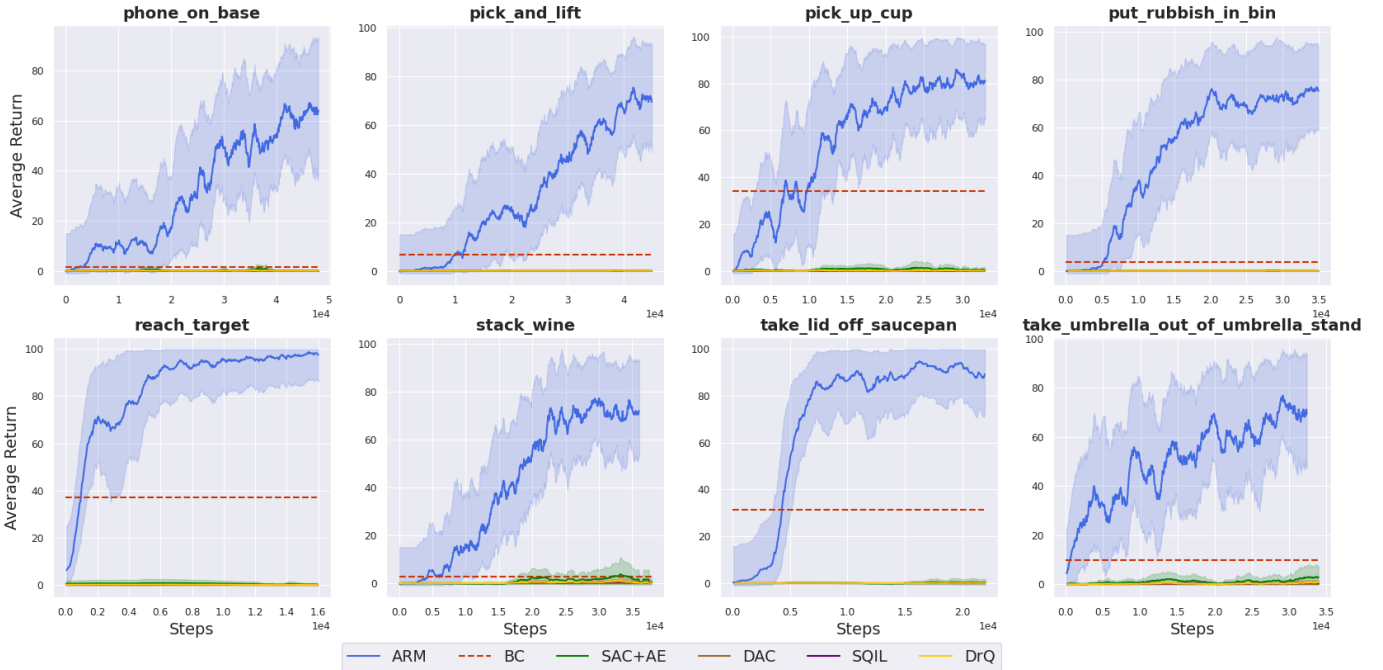 phone_on_base
pick_and_lift
pick_up_cup
put_rubbish_in_bin
Average Return
0 20 40 60 80
0 1 2 3 4 5
1e4
0 20 40 60 80 100
0 1 2 3 4
1e4
0 20 40 60 80 100
0.0 0.5 1.0 1.5 2.0 2.5 3.0
1e4
0 20 40 60 80 100
0.0 0.5 1.0 1.5 2.0 2.5 3.0 3.5
1e4
reach_target
stack_wine
take_lid_off_saucepan
take_umbrella_out_of_umbrella_stand
Average Return
0 20 40 60 80 100
0.0 0.2 0.4 0.6 0.8 1.0 1.2 1.4 1.6
1e4
Steps
0 20 40 60 80 100
0.0 0.5 1.0 1.5 2.0 2.5 3.0 3.5
1e4
Steps
0 20 40 60 80 100
0.0 0.5 1.0 1.5 2.0
1e4
Steps
0 20 40 60 80 100
0.0 0.5 1.0 1.5 2.0 2.5 3.0 3.5
1e4
Steps
ARM BC SAC+AE DAC SQIL DrQ